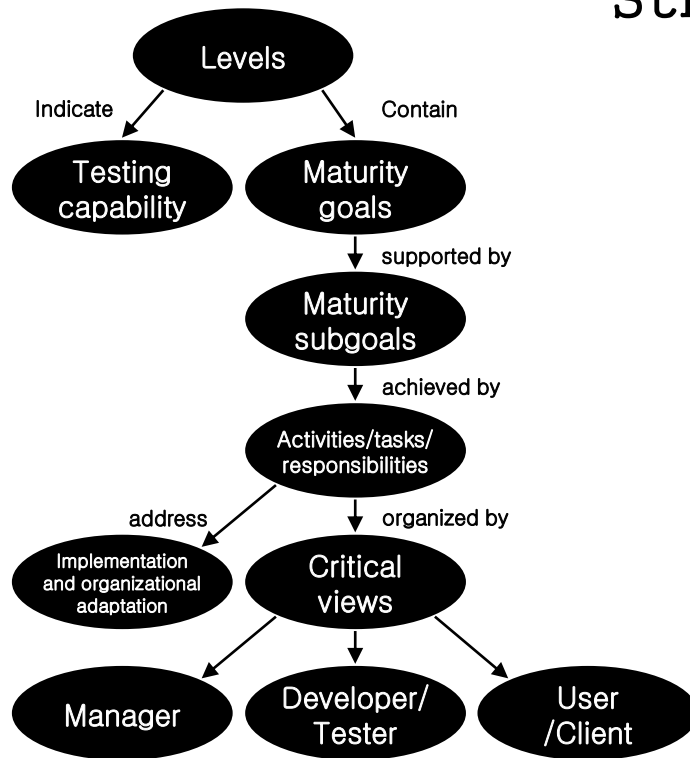 Levels
Indicate
Contain
Testing
capability
Maturity
goals
supported by
Maturity
subgoals
achieved by
Activities/tasks/
responsibilities
address
organized by
Implementation
and organizational
adaptation
Critical
views
Manager
Developer/
Tester
User
/Client